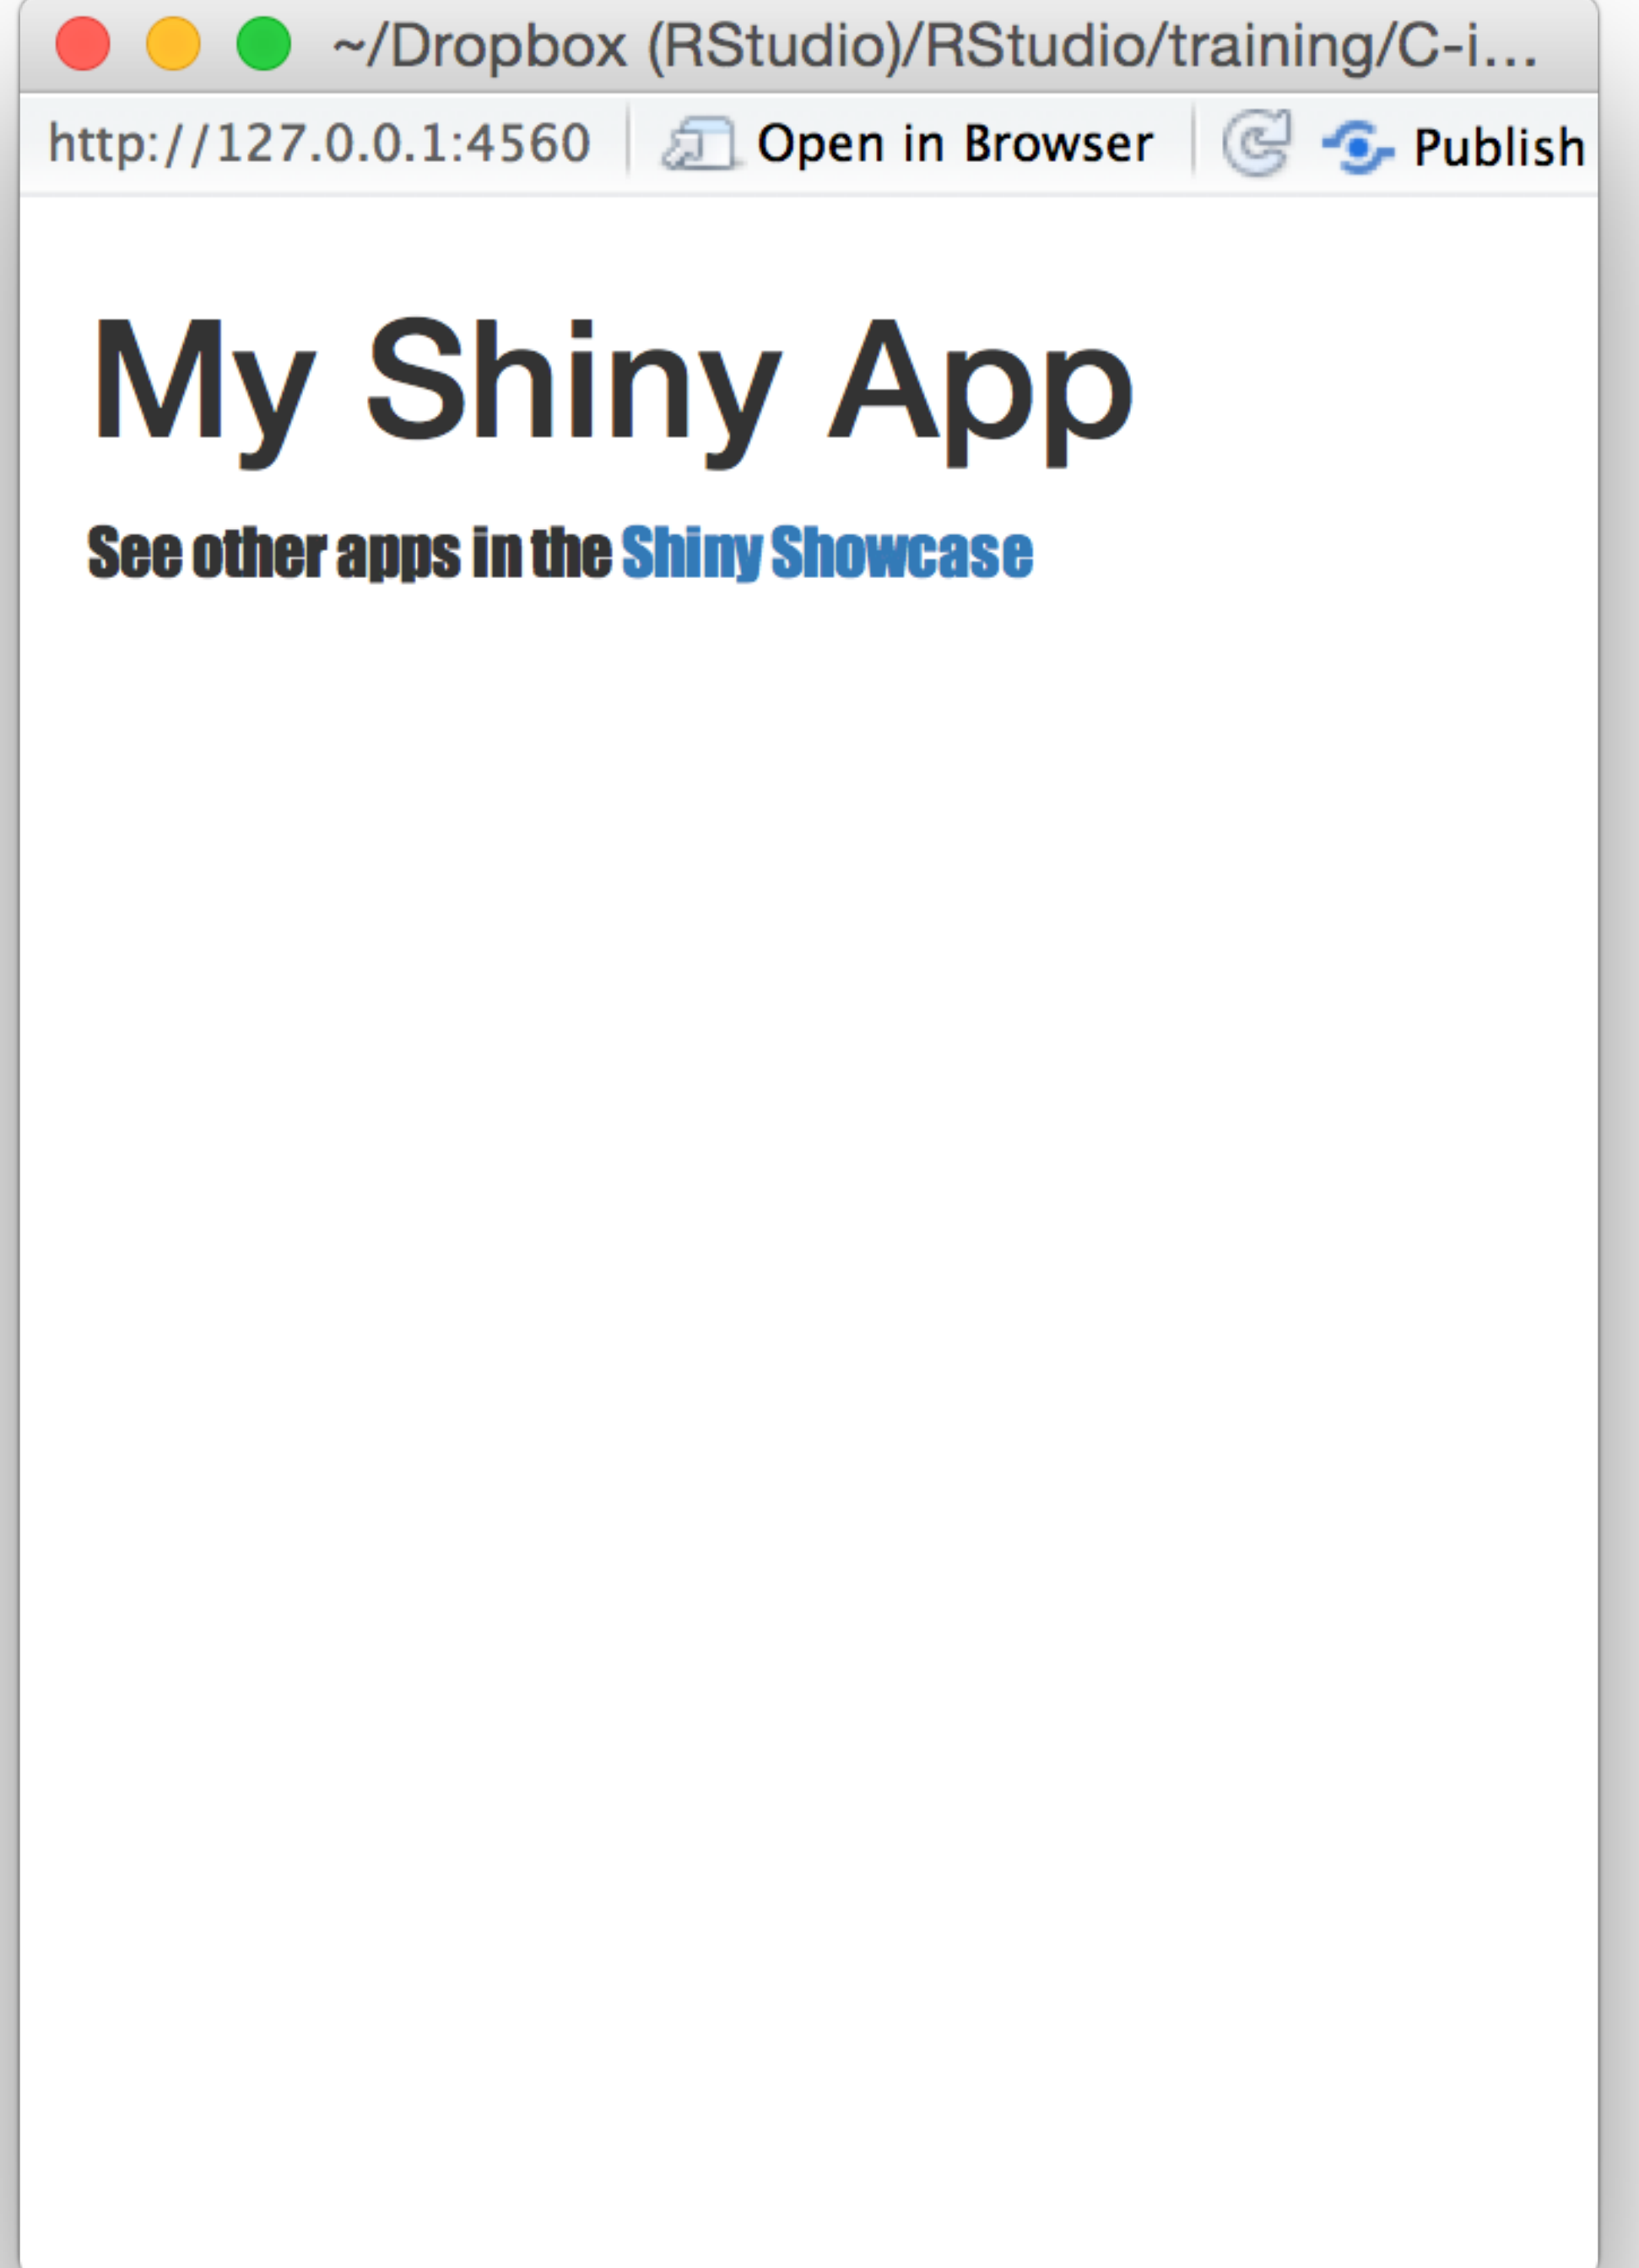 ~/Dropbox (RStudio)/RStudio/training/C-i...
http://127.0.0.1:4560 Open in Browser Publish
My Shiny App
See other apps in the Shiny Showcase